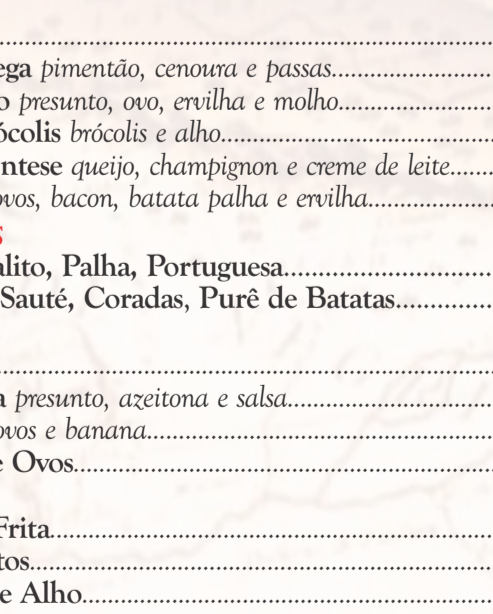 ega pimentão, cenoura e passas
o presunto, ovo, ervilha e molho
ócolis brócolis e alho
ntese queijo, champignon e creme de leite
ovos, bacon, batata palha e ervilha
s
alito, Palha, Portuguesa
Sauté, Coradas, Purê de Batatas
a presunto, azeitona e salsa
ovos e banana
e Ovos
Frita
tos
e Alho